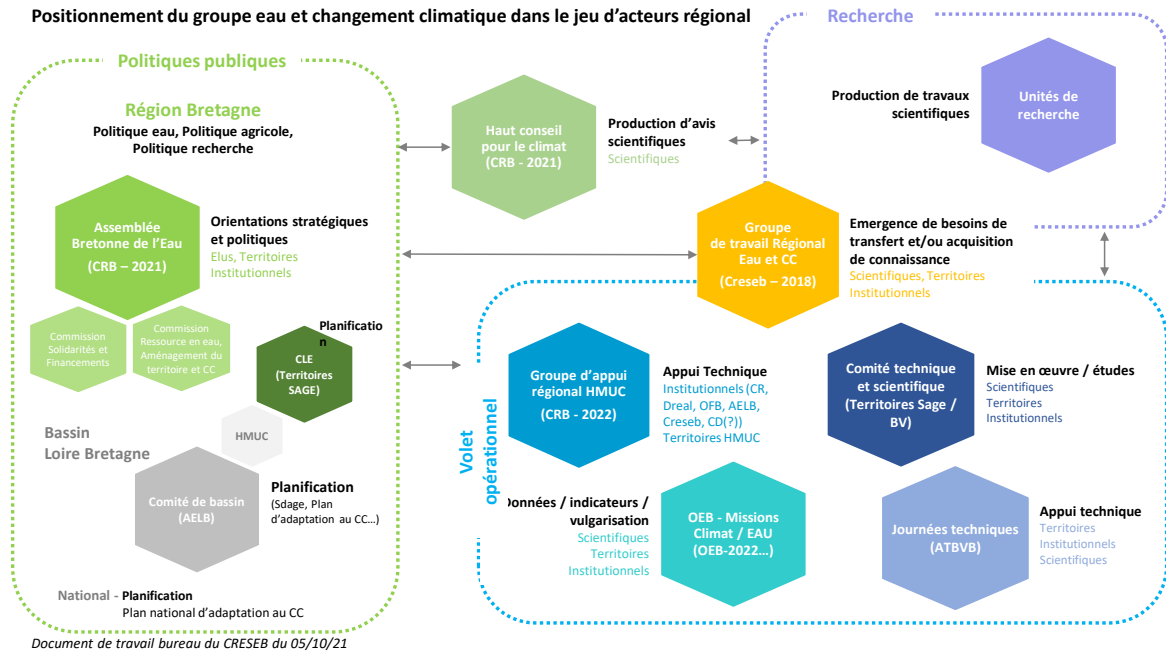 Positionnement du groupe eau et changement climatique dans le jeu d’acteurs régional
Recherche
Politiques publiques
Région Bretagne
Politique eau, Politique agricole,
Politique recherche
Haut conseil
pour le climat
(CRB - 2021)
Production d’avis
scientifiques
Scientifiques
Production de travaux
scientifiques
Unités de
recherche
Assemblée
Bretonne de l’Eau
(CRB – 2021)
Orientations stratégiques
et politiques
Elus, Territoires
Institutionnels
Groupe
de travail Régional
Eau et CC
(Creseb – 2018)
Emergence de besoins de
transfert et/ou acquisition
de connaissance
Scientifiques, Territoires
Institutionnels
Commission
Solidarités et
Financements
Commission
Ressource en eau,
Aménagement du
territoire et CC
Planificatio
n
CLE
(Territoires
SAGE)
HMUC
Bassin
Loire Bretagne
Comité de bassin
(AELB)
Planification
(Sdage, Plan
d’adaptation au CC…)
National - Planification
Plan national d’adaptation au CC
Volet
opérationnel
Groupe d’appui
régional HMUC
(CRB - 2022)
Appui Technique
Institutionnels (CR,
Dreal, OFB, AELB,
Creseb, CD(?))
Territoires HMUC
Comité technique
et scientifique
(Territoires Sage /
BV)
Mise en œuvre / études
Scientifiques
Territoires
Institutionnels
Données / indicateurs /
vulgarisation
Scientifiques
Territoires
Institutionnels
OEB - Missions
Climat / EAU
(OEB-2022…)
Journées techniques
(ATBVB)
Appui technique
Territoires
Institutionnels
Scientifiques
Document de travail bureau du CRESEB du 05/10/21